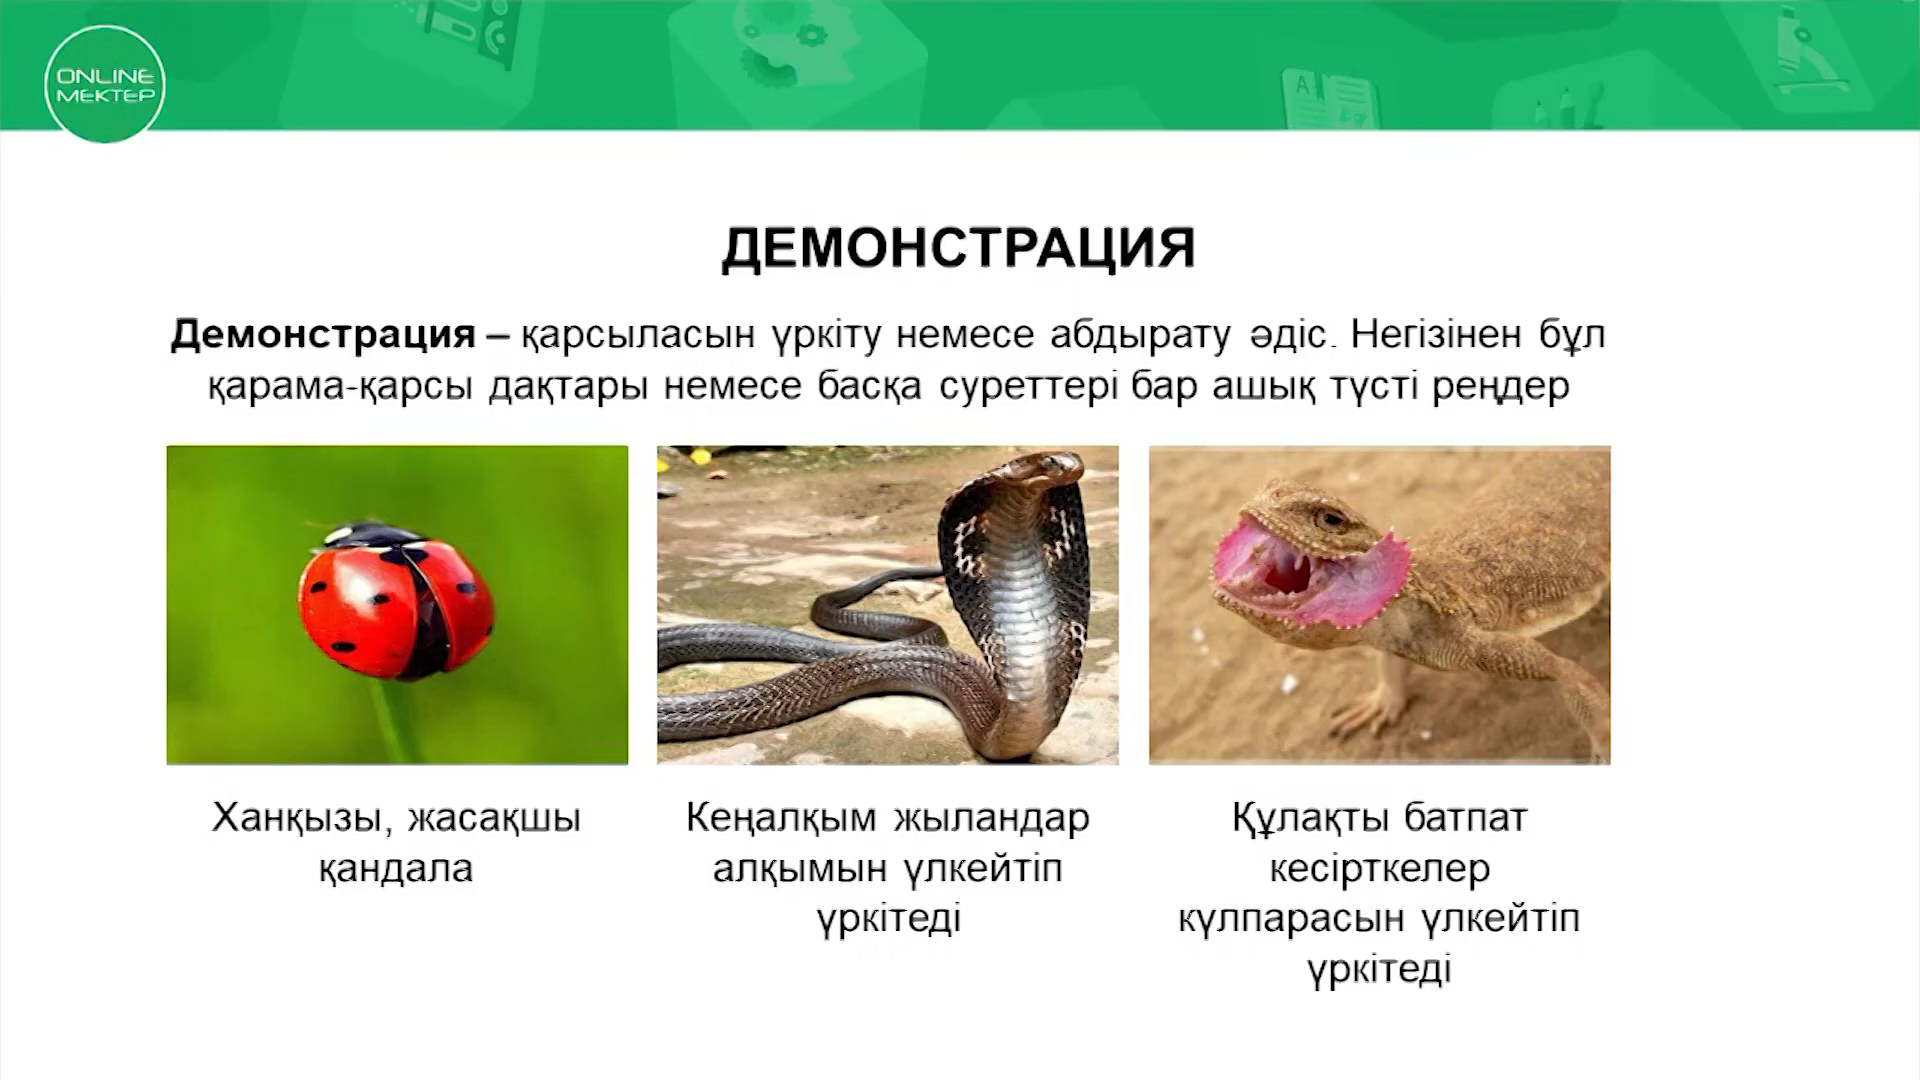 ONLINE
MEKTEP
ДЕМОНСТРАЦИЯ
Демонстрация – қарсыласын үркіту немесе абдырату әдіс. Негізінен бұл
қарама-қарсы дақтары немесе басқа суреттері бар ашық түсті реңдер
Ханқызы, жасақшы
қандала
Кеңалқым жыландар
алқымын үлкейтіп
үркітеді
Құлақты батпат
кесірткелер
күлпарасын үлкейтіп
үркітеді